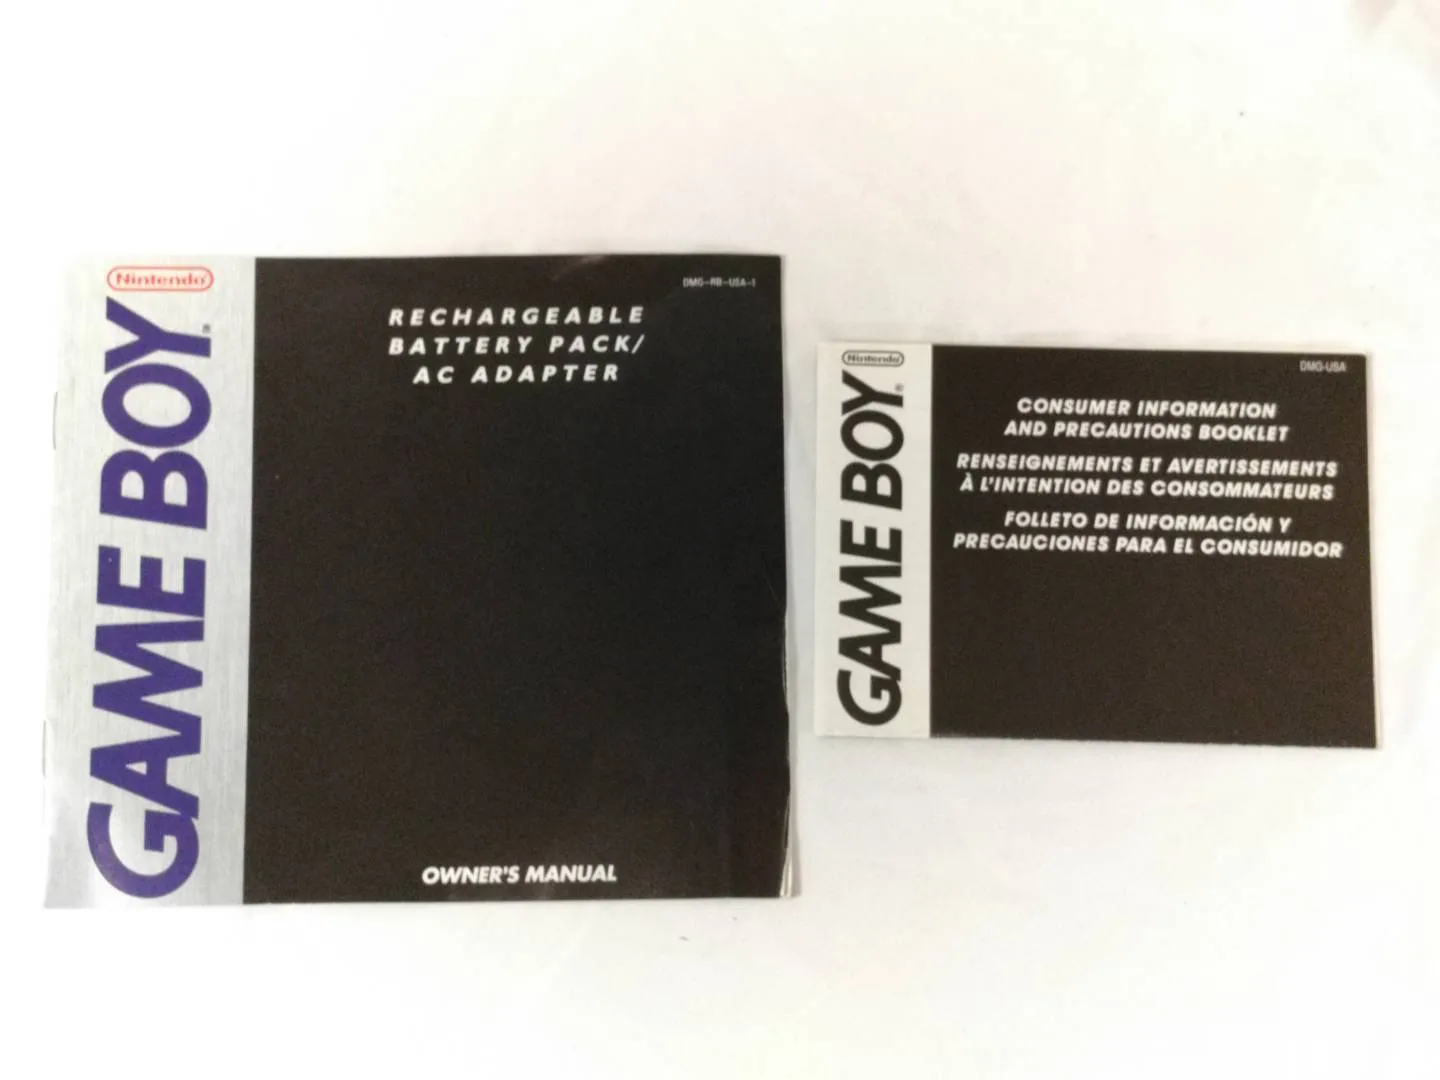 Nintendo®
GAME BOY®
DMG-RB-USA-1
RECHARGEABLE
BATTERY PACK/
AC ADAPTER
OWNER'S MANUAL
Nintendo®
GAME BOY®
DMG-USA
CONSUMER INFORMATION
AND PRECAUTIONS BOOKLET
RENSEIGNEMENTS ET AVERTISSEMENTS
À L'INTENTION DES CONSOMMATEURS
FOLLETO DE INFORMACIÓN Y
PRECAUCIONES PARA EL CONSUMIDOR